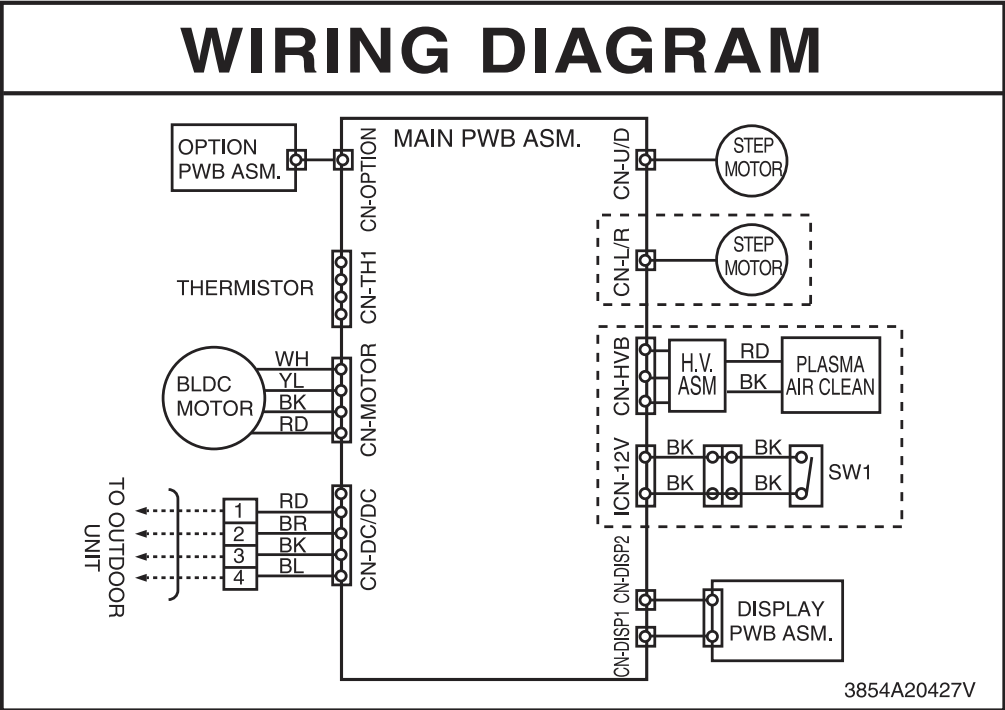 WIRING DIAGRAM
MAIN PWB ASM.
OPTION
PWB ASM.
CN-OPTION
THERMISTOR
CN-TH1
BLDC
MOTOR
WH
YL
BK
RD
CN-MOTOR
TO OUTDOOR
UNIT
1
2
3
4
RD
BR
BK
BL
CN-DC/DC
CN-U/D
STEP
MOTOR
CN-L/R
STEP
MOTOR
CN-HVB
H.V.
ASM
RD
BK
PLASMA
AIR CLEAN
ICN-12V
BK
BK
BK
BK
SW1
CN-DISP2
CN-DISP1
DISPLAY
PWB ASM.
3854A20427V